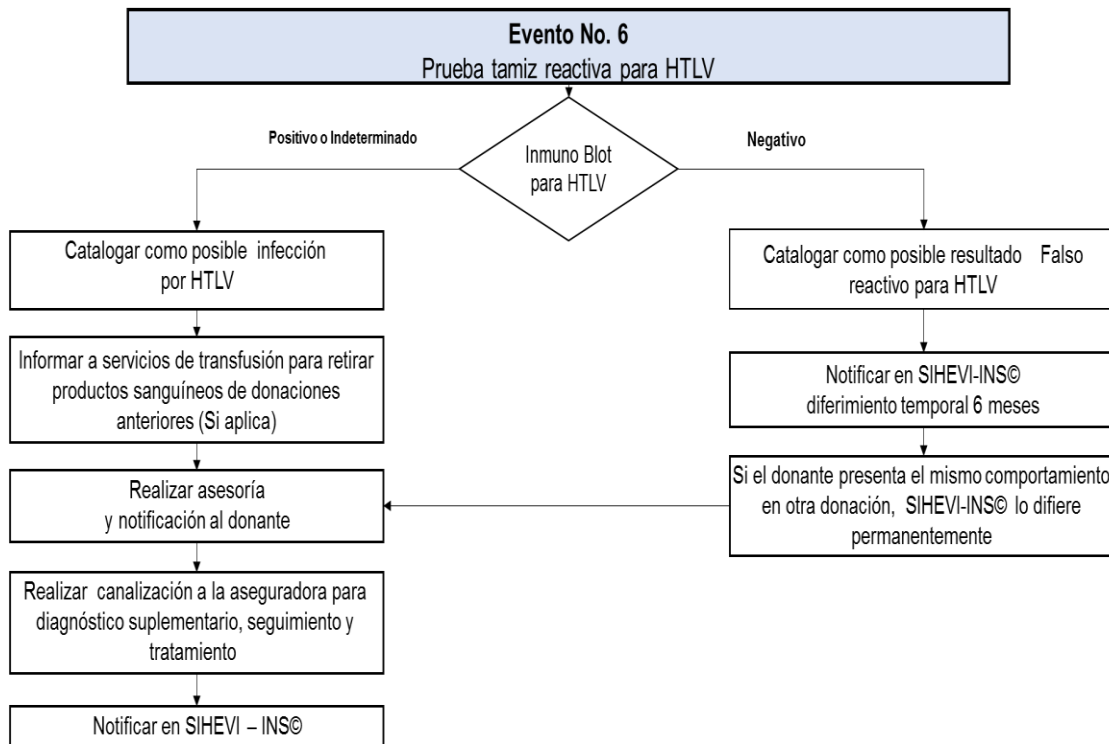 Evento No. 6
Prueba tamiz reactiva para HTLV
Positivo o Indeterminado
Negativo
Inmuno Blot
para HTLV
Catalogar como posible infección
por HTLV
Informar a servicios de transfusión para retirar
productos sanguíneos de donaciones
anteriores (Si aplica)
Realizar asesoría
y notificación al donante
Realizar canalización a la aseguradora para
diagnóstico suplementario, seguimiento y
tratamiento
Notificar en SIHEVI – INS©
Catalogar como posible resultado Falso
reactivo para HTLV
Notificar en SIHEVI-INS©
diferimiento temporal 6 meses
Si el donante presenta el mismo comportamiento
en otra donación, SIHEVI-INS© lo difiere
permanentemente